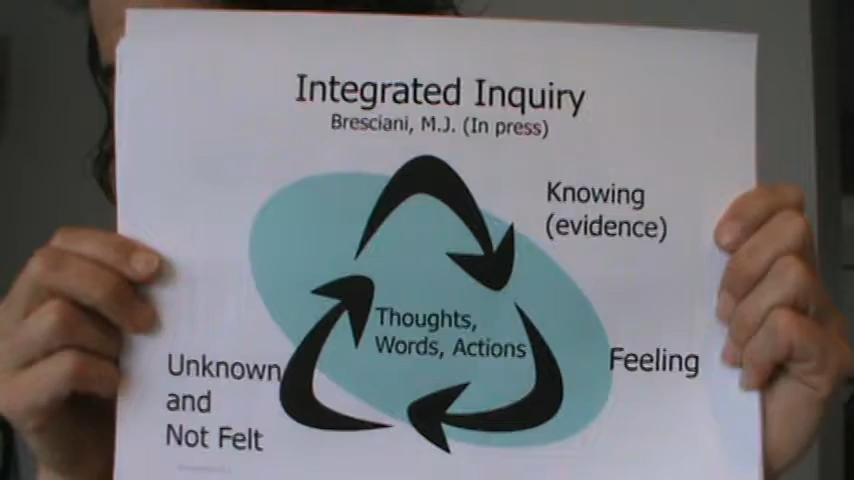 Integrated Inquiry
Bresciani, M.J. (In press)
Knowing
(evidence)
Thoughts,
Words, Actions
Feeling
Unknown
and
Not Felt